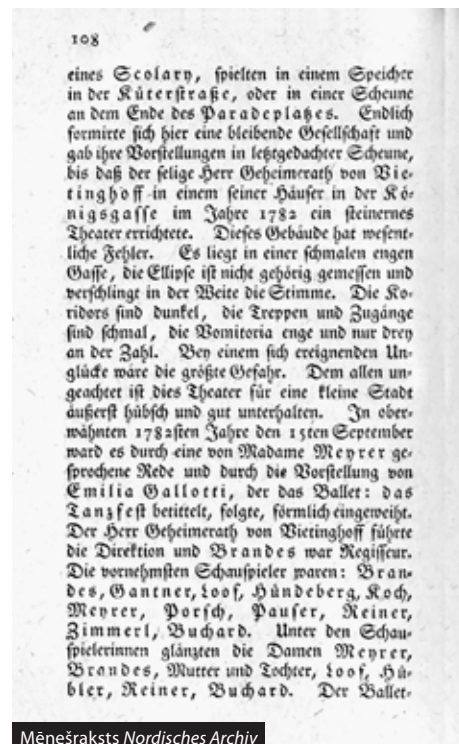 108
eines Scolary, spielten in einem Speicher
in der Küterstraße, oder in einer Scheune
an dem Ende des Paradeplatzes. Endlich
formirte sich hier eine bleibende Gesellschaft und
gab ihre Vorstellungen in letztgedachter Scheune,
bis daß der selige Herr Geheimerath von Vie-
tinghoff in einem seiner Häuser in der Kö-
nigsgasse im Jahre 1782 ein steinernes
Theater errichtete. Dieses Gebäude hat wesent-
liche Fehler. Es liegt in einer schmalen engen
Gasse, die Ellipse ist nicht gehörig gemessen und
verschlingt in der Weite die Stimme. Die Ko-
ridors sind dunkel, die Treppen und Zugänge
sind schmal, die Vomitoria enge und nur drey
an der Zahl. Bey einem sich ereignenden Un-
glücke wäre die größte Gefahr. Dem allen un-
geachtet ist dies Theater für eine kleine Stadt
äußerst hübsch und gut unterhalten. In ober-
wähnten 1782sten Jahre den 15ten September
ward es durch eine von Madame Meyrer ge-
sprochene Rede und durch die Vorstellung von
Emilia Gallotti, der das Ballet: das
Tanzfest betittelt, folgte, förmlich eingeweiht.
Der Herr Geheimerath von Vietinghoff führte
die Direktion und Brandes war Regisseur.
Die vornehmsten Schauspieler waren: Bran-
des, Gantner, Loof, Hündeberg, Koch,
Meyrer, Porsch, Pauser, Reiner,
Zimmerl, Buchard. Unter den Schau-
spielerinnen glänzten die Damen Meyrer,
Brandes, Mutter und Tochter, Loof, Hü-
bler, Reiner, Buchard. Der Ballet-
Mēnešraksts Nordisches Archiv